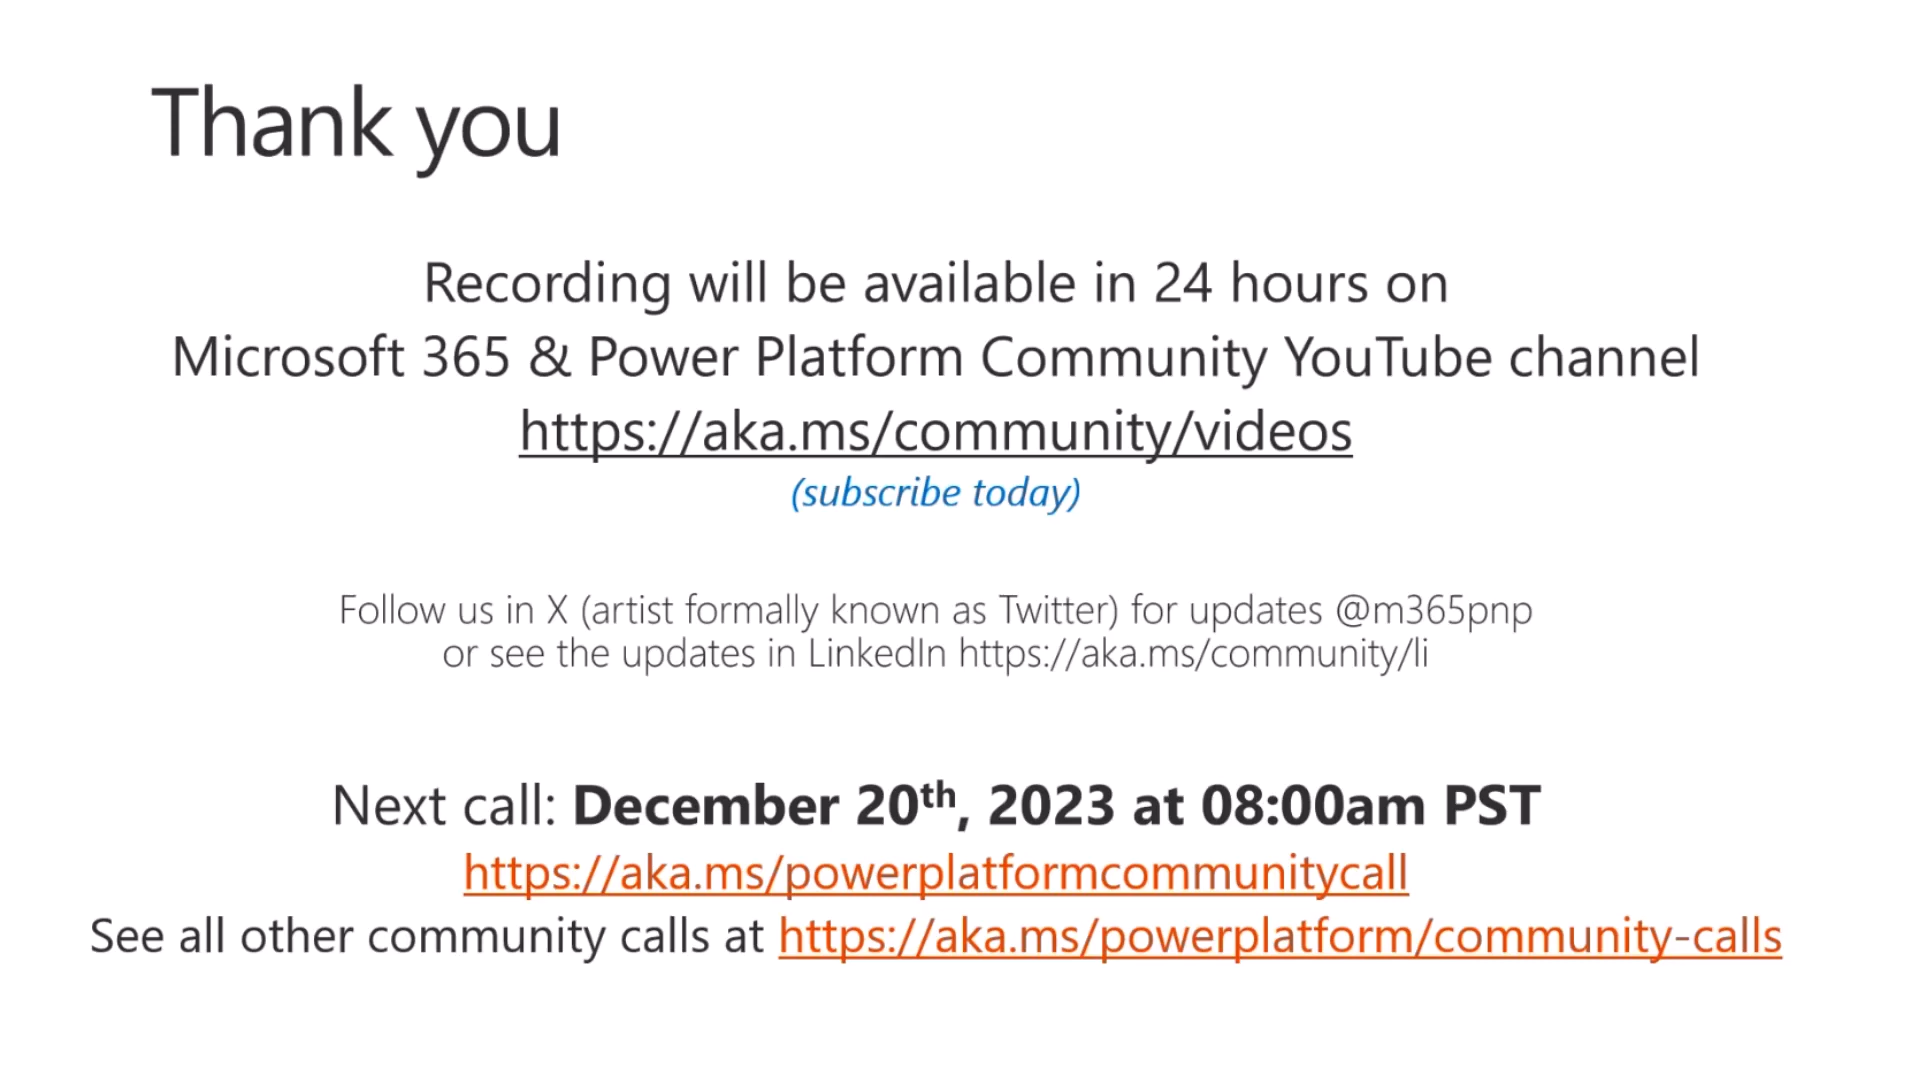 Thank you
Recording will be available in 24 hours on
Microsoft 365 & Power Platform Community YouTube channel
https://aka.ms/community/videos
(subscribe today)
Follow us in X (artist formally known as Twitter) for updates @m365pnp
or see the updates in LinkedIn https://aka.ms/community/li
Next call: December 20th, 2023 at 08:00am PST
https://aka.ms/powerplatformcommunitycall
See all other community calls at https://aka.ms/powerplatform/community-calls